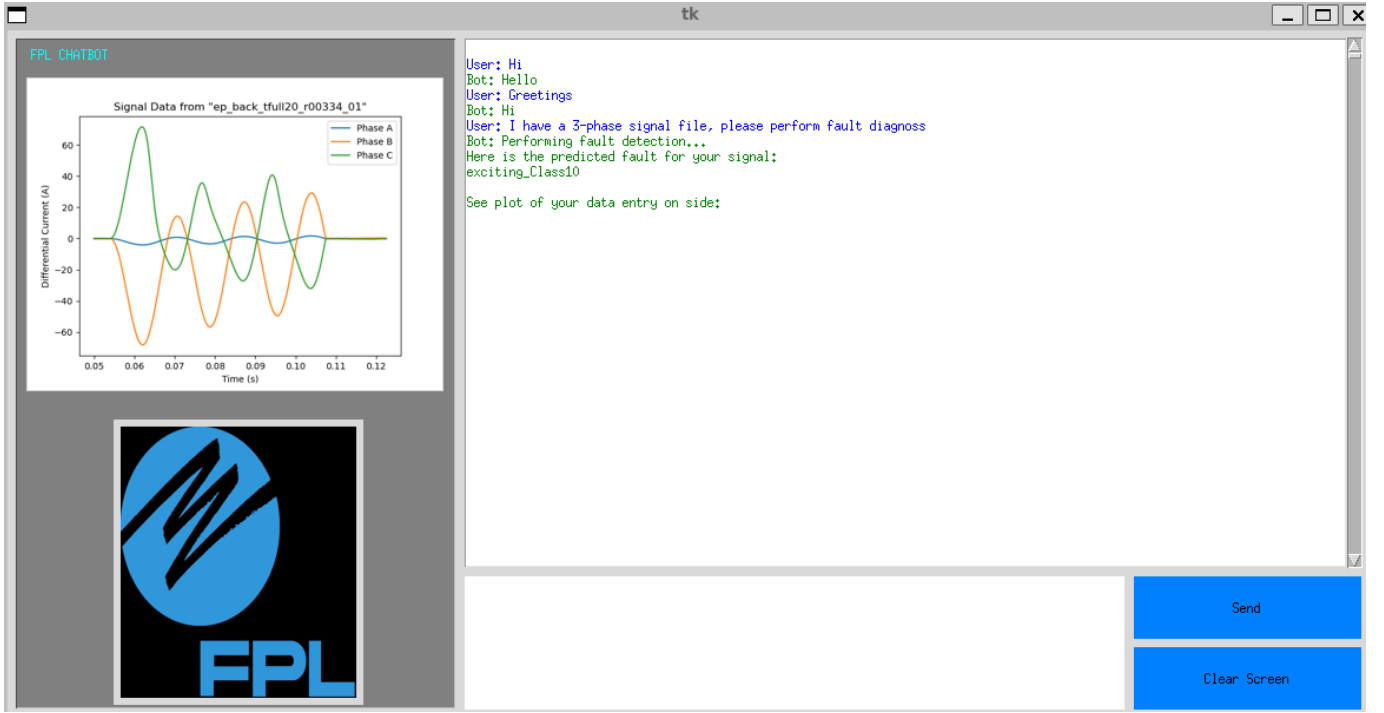 tk
FPL CHATBOT
Signal Data from "ep_back_tfull20_r00334_01"
Phase A
Phase B
Phase C
60
40
20
0
−20
−40
−60
Differential Current (A)
0.05 0.06 0.07 0.08 0.09 0.10 0.11 0.12
Time (s)
FPL
User: Hi
Bot: Hello
User: Greetings
Bot: Hi
User: I have a 3-phase signal file, please perform fault diagnoss
Bot: Performing fault detection...
Here is the predicted fault for your signal:
exciting_Class10
See plot of your data entry on side:
Send
Clear Screen